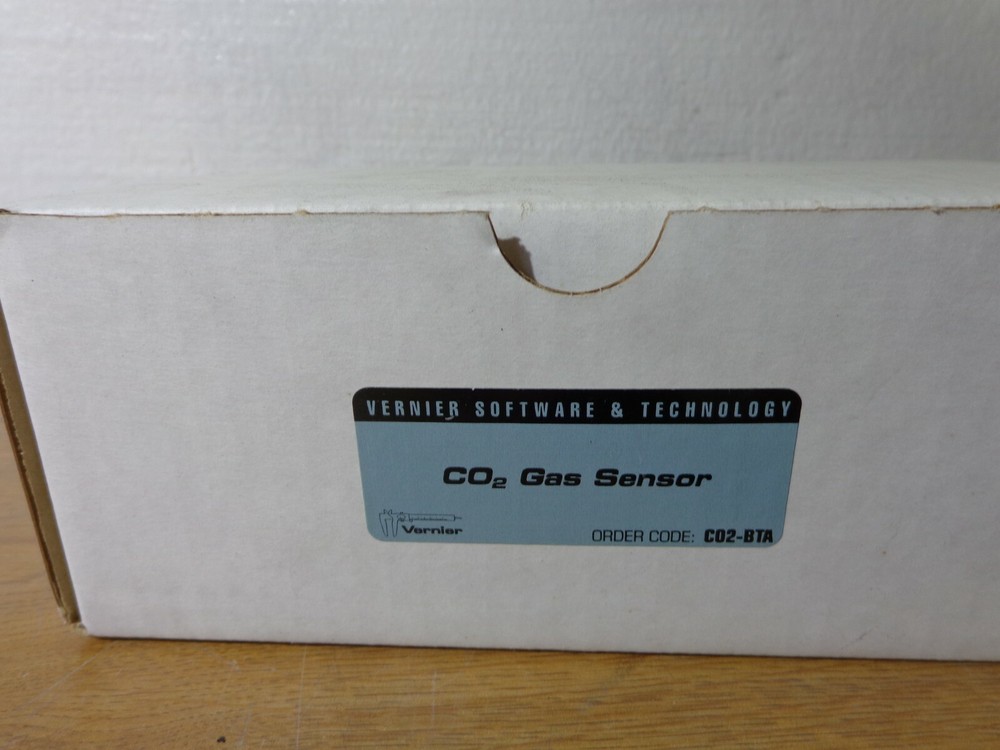 VERNIER SOFTWARE & TECHNOLOGY
CO₂ Gas Sensor
Vernier
ORDER CODE: CO2-BTA